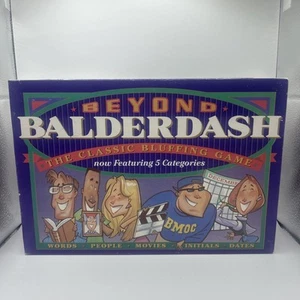 BEYOND
BALDERDASH
THE CLASSIC BLUFFING GAME
now Featuring 5 Categories
BMOC
WORDS · PEOPLE · MOVIES · INITIALS · DATES